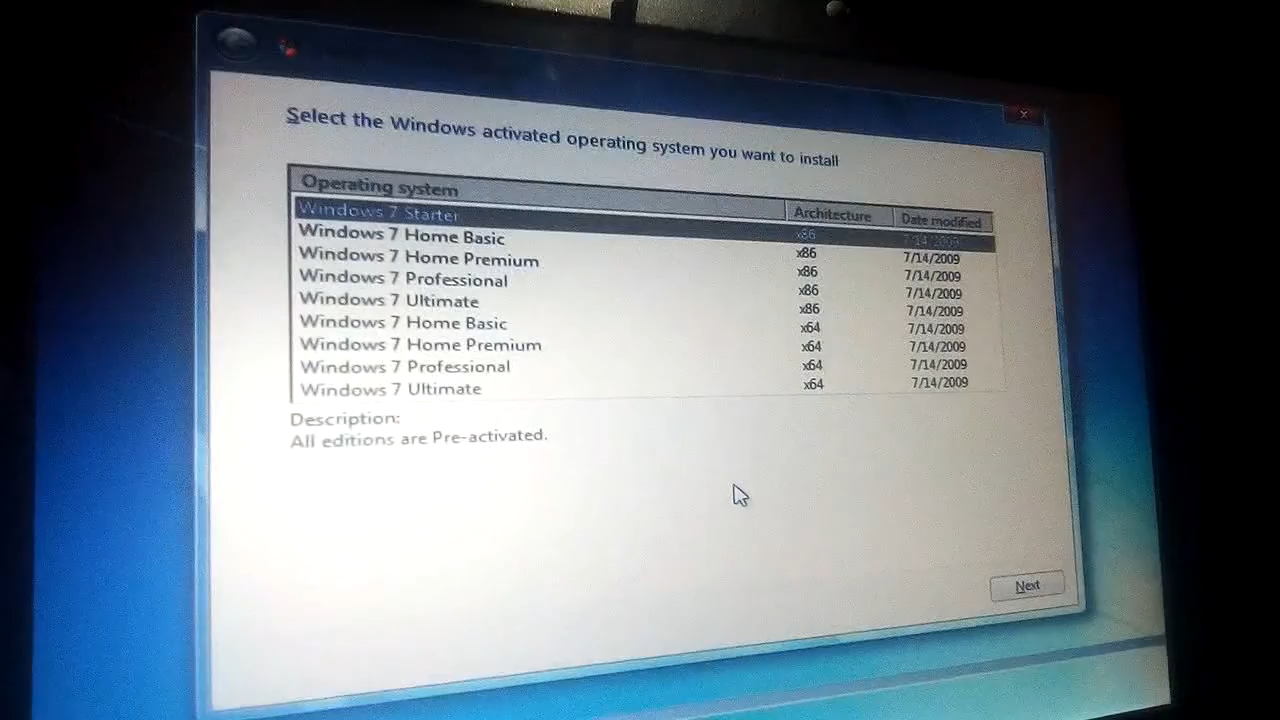 Select the Windows activated operating system you want to install
Operating system Architecture Date modified
Windows 7 Starter x86 7/14/2009
Windows 7 Home Basic x86 7/14/2009
Windows 7 Home Premium x86 7/14/2009
Windows 7 Professional x86 7/14/2009
Windows 7 Ultimate x86 7/14/2009
Windows 7 Home Basic x64 7/14/2009
Windows 7 Home Premium x64 7/14/2009
Windows 7 Professional x64 7/14/2009
Windows 7 Ultimate x64 7/14/2009
Description:
All editions are Pre-activated.
Next